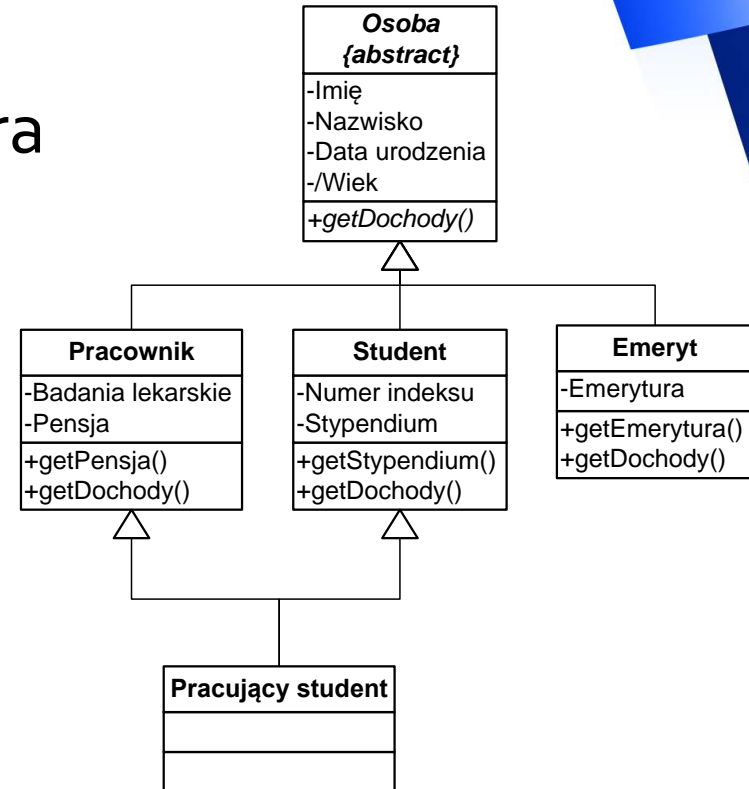 ra
Osoba
{abstract}
-Imię
-Nazwisko
-Data urodzenia
-/Wiek
+getDochody()
Pracownik
-Badania lekarskie
-Pensja
+getPensja()
+getDochody()
Student
-Numer indeksu
-Stypendium
+getStypendium()
+getDochody()
Emeryt
-Emerytura
+getEmerytura()
+getDochody()
Pracujący student